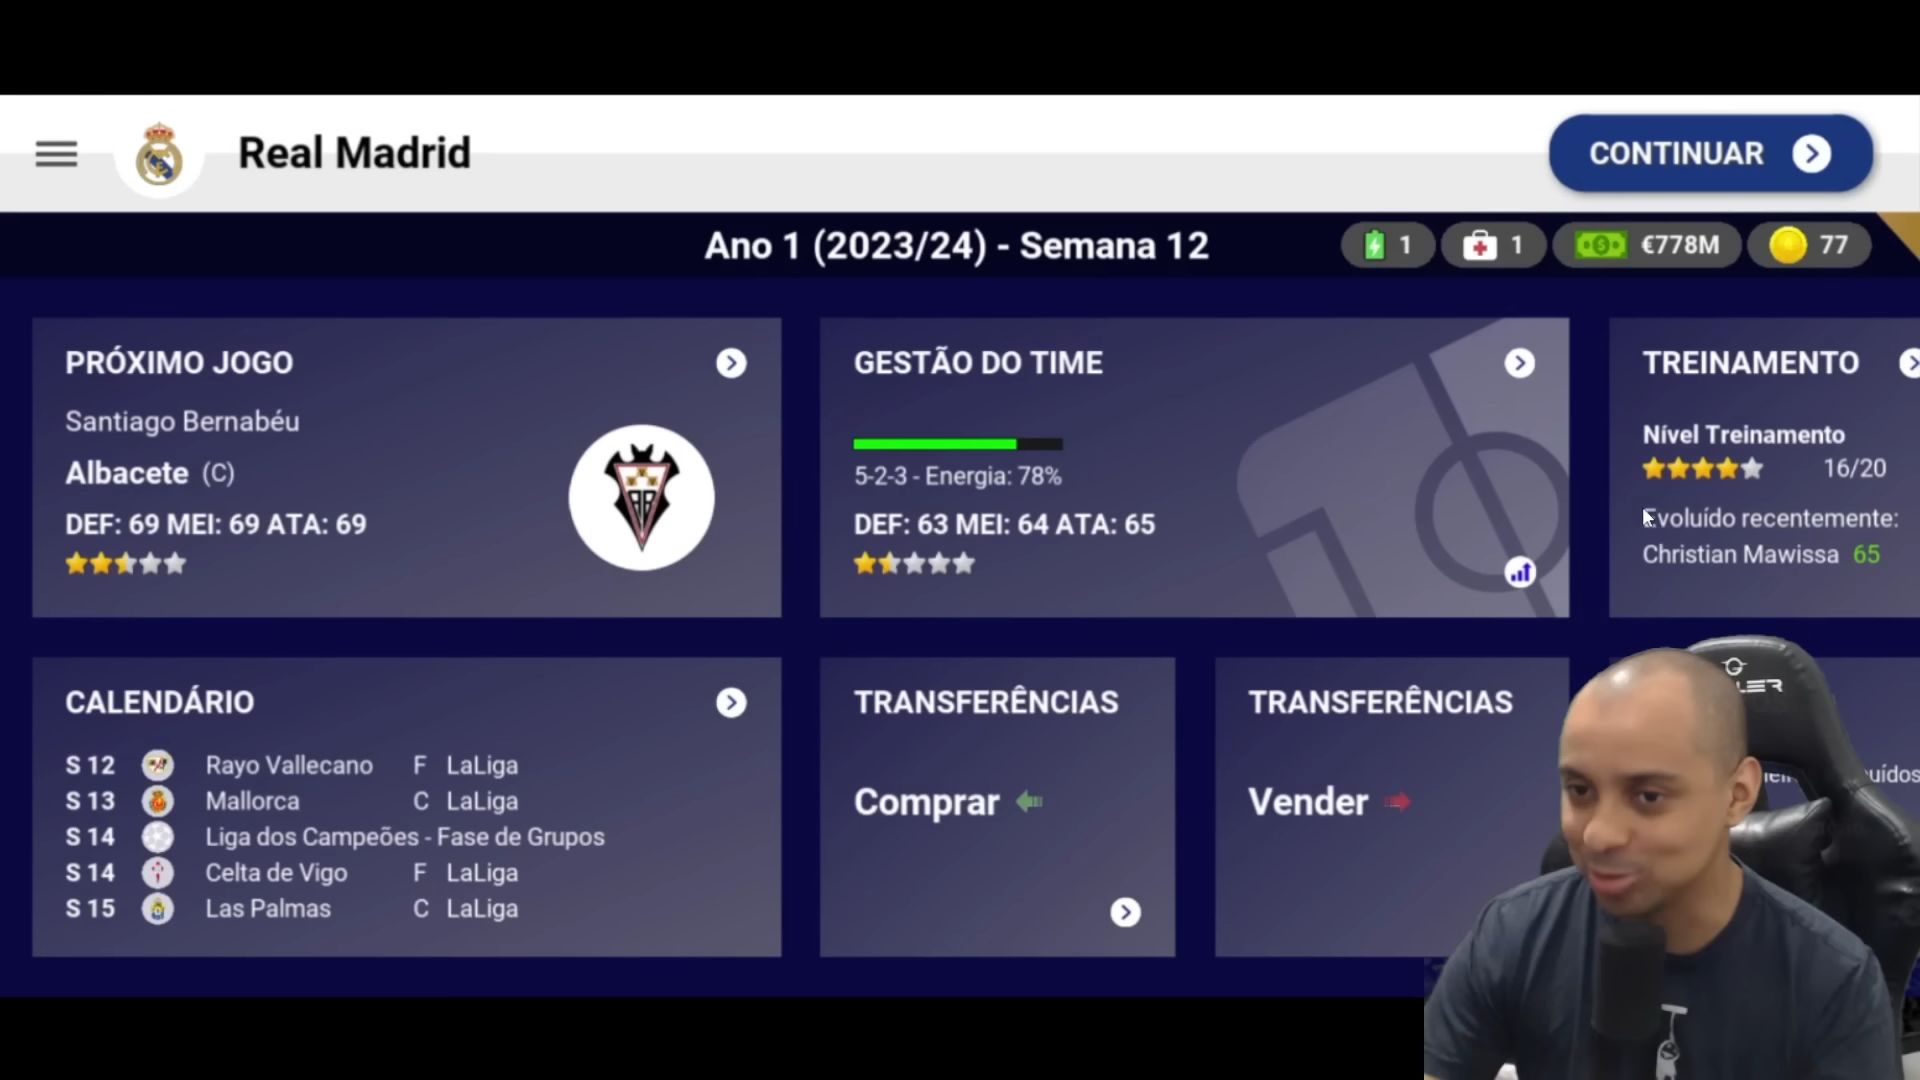 Real Madrid
CONTINUAR
Ano 1 (2023/24) - Semana 12
1
1
€778M
77
PRÓXIMO JOGO
Santiago Bernabéu
Albacete (C)
DEF: 69 MEI: 69 ATA: 69
GESTÃO DO TIME
5-2-3 - Energia: 78%
DEF: 63 MEI: 64 ATA: 65
TREINAMENTO
Nível Treinamento
16/20
Evoluído recentemente:
Christian Mawissa 65
CALENDÁRIO
S 12 Rayo Vallecano F LaLiga
S 13 Mallorca C LaLiga
S 14 Liga dos Campeões - Fase de Grupos
S 14 Celta de Vigo F LaLiga
S 15 Las Palmas C LaLiga
TRANSFERÊNCIAS
Comprar
TRANSFERÊNCIAS
Vender